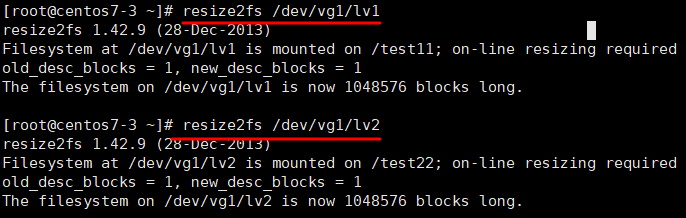 [root@centos7-3 ~]# resize2fs /dev/vg1/lv1
resize2fs 1.42.9 (28-Dec-2013)
Filesystem at /dev/vg1/lv1 is mounted on /test11; on-line resizing required
old_desc_blocks = 1, new_desc_blocks = 1
The filesystem on /dev/vg1/lv1 is now 1048576 blocks long.
[root@centos7-3 ~]# resize2fs /dev/vg1/lv2
resize2fs 1.42.9 (28-Dec-2013)
Filesystem at /dev/vg1/lv2 is mounted on /test22; on-line resizing required
old_desc_blocks = 1, new_desc_blocks = 1
The filesystem on /dev/vg1/lv2 is now 1048576 blocks long.